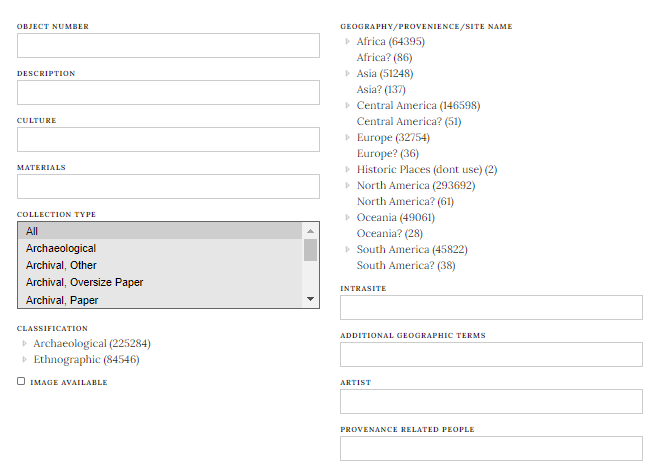 OBJECT NUMBER
DESCRIPTION
CULTURE
MATERIALS
COLLECTION TYPE
All
Archaeological
Archival, Other
Archival, Oversize Paper
Archival, Paper
CLASSIFICATION
Archaeological (225284)
Ethnographic (84546)
IMAGE AVAILABLE
GEOGRAPHY/PROVENIENCE/SITE NAME
Africa (64395)
Africa? (86)
Asia (51248)
Asia? (137)
Central America (146598)
Central America? (51)
Europe (32754)
Europe? (36)
Historic Places (dont use) (2)
North America (293692)
North America? (61)
Oceania (49061)
Oceania? (28)
South America (45822)
South America? (38)
INTRASITE
ADDITIONAL GEOGRAPHIC TERMS
ARTIST
PROVENANCE RELATED PEOPLE